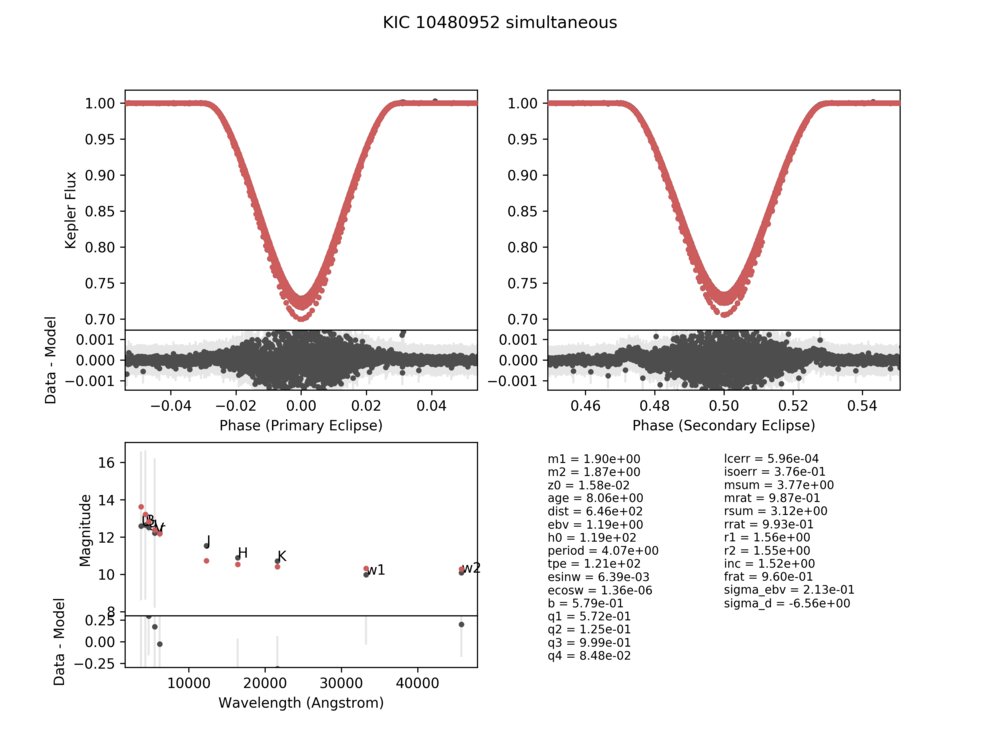 KIC 10480952 simultaneous
1.00
0.95
0.90
0.85
0.80
0.75
0.70
Kepler Flux
0.001
0.000
−0.001
Data - Model
−0.04 −0.02 0.00 0.02 0.04
Phase (Primary Eclipse)
1.00
0.95
0.90
0.85
0.80
0.75
0.70
0.001
0.000
−0.001
0.46 0.48 0.50 0.52 0.54
Phase (Secondary Eclipse)
16
14
12
10
8
Magnitude
J
H
K
w1
w2
0.25
0.00
−0.25
Data - Model
10000 20000 30000 40000
Wavelength (Angstrom)
m1 = 1.90e+00
m2 = 1.87e+00
z0 = 1.58e-02
age = 8.06e+00
dist = 6.46e+02
ebv = 1.19e+00
h0 = 1.19e+02
period = 4.07e+00
tpe = 1.21e+02
esinw = 6.39e-03
ecosw = 1.36e-06
b = 5.79e-01
q1 = 5.72e-01
q2 = 1.25e-01
q3 = 9.99e-01
q4 = 8.48e-02
lcerr = 5.96e-04
isoerr = 3.76e-01
msum = 3.77e+00
mrat = 9.87e-01
rsum = 3.12e+00
rrat = 9.93e-01
r1 = 1.56e+00
r2 = 1.55e+00
inc = 1.52e+00
frat = 9.60e-01
sigma_ebv = 2.13e-01
sigma_d = -6.56e+00